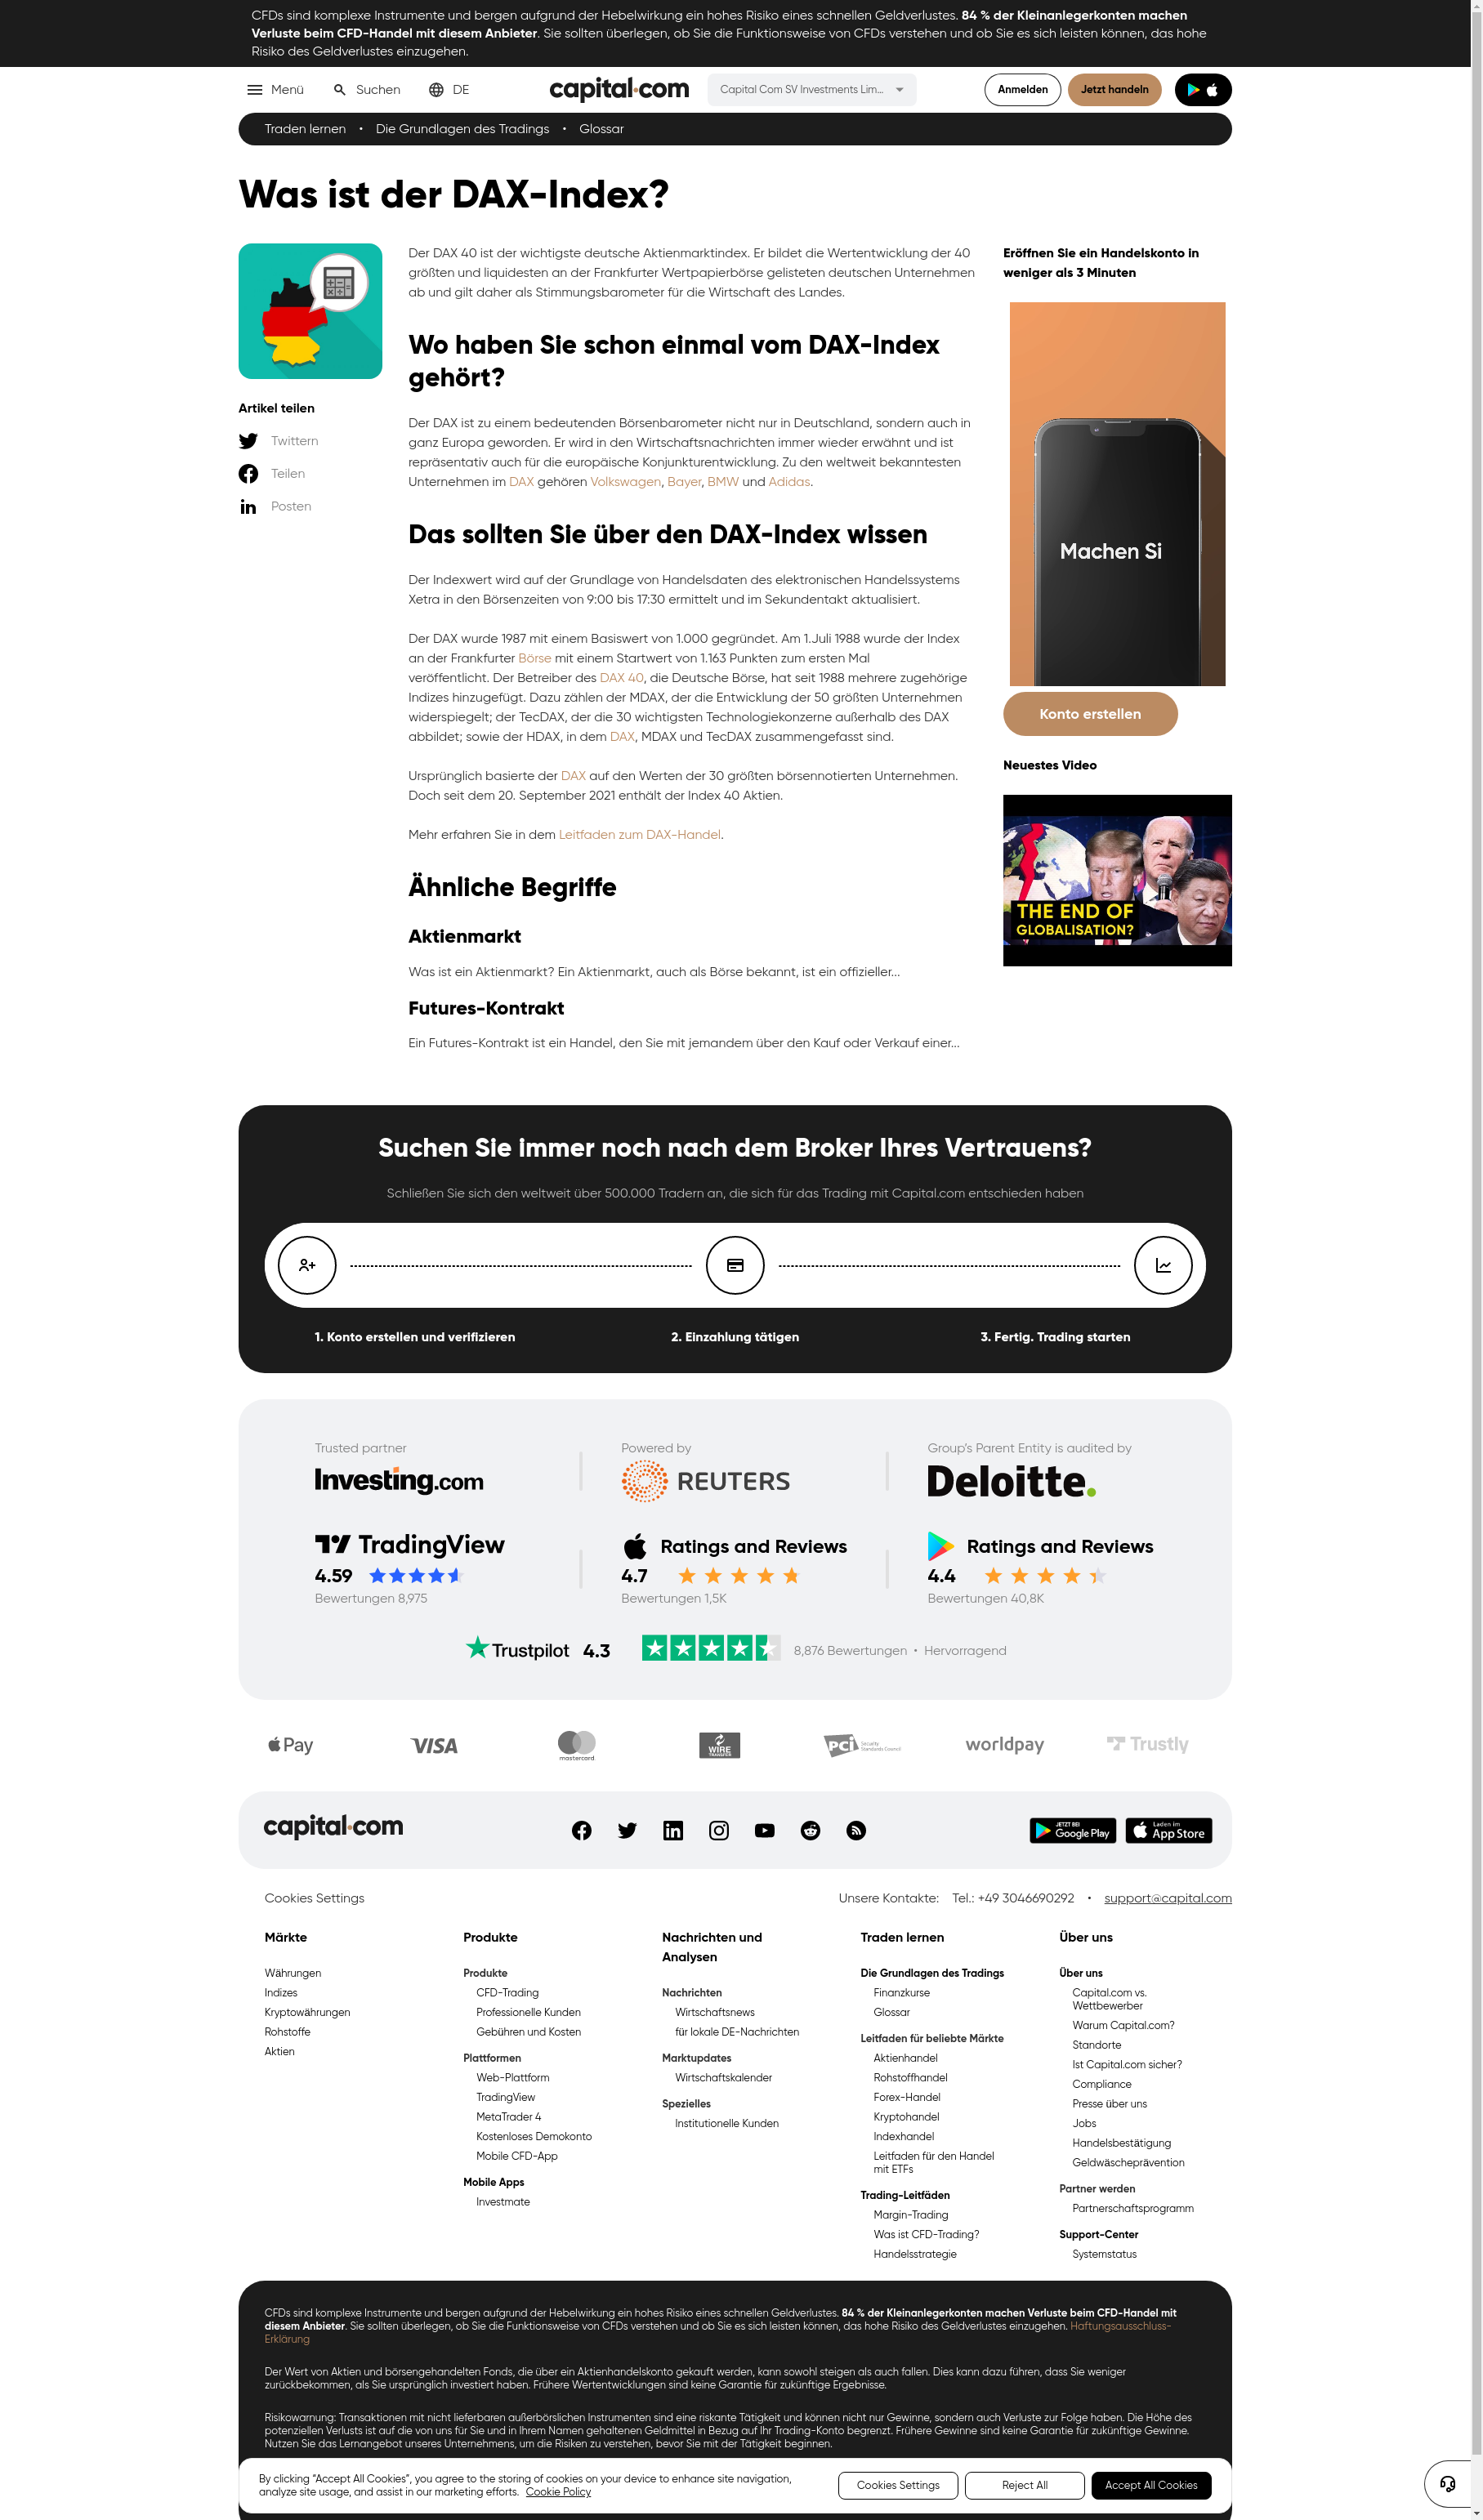 CFDs sind komplexe Instrumente und bergen aufgrund der Hebelwirkung ein hohes Risiko eines schnellen Geldverlustes. 84 % der Kleinanlegerkonten machen
Verluste beim CFD-Handel mit diesem Anbieter. Sie sollten überlegen, ob Sie die Funktionsweise von CFDs verstehen und ob Sie es sich leisten können, das hohe
Risiko des Geldverlustes einzugehen.
Menü
Suchen
DE
capital.com
Capital Com SV Investments Lim...
Anmelden
Jetzt handeln
Traden lernen • Die Grundlagen des Tradings • Glossar
Was ist der DAX-Index?
Artikel teilen
Twittern
Teilen
Posten
Der DAX 40 ist der wichtigste deutsche Aktienmarktindex. Er bildet die Wertentwicklung der 40
größten und liquidesten an der Frankfurter Wertpapierbörse gelisteten deutschen Unternehmen
ab und gilt daher als Stimmungsbarometer für die Wirtschaft des Landes.
Wo haben Sie schon einmal vom DAX-Index
gehört?
Der DAX ist zu einem bedeutenden Börsenbarometer nicht nur in Deutschland, sondern auch in
ganz Europa geworden. Er wird in den Wirtschaftsnachrichten immer wieder erwähnt und ist
repräsentativ auch für die europäische Konjunkturentwicklung. Zu den weltweit bekanntesten
Unternehmen im DAX gehören Volkswagen, Bayer, BMW und Adidas.
Das sollten Sie über den DAX-Index wissen
Der Indexwert wird auf der Grundlage von Handelsdaten des elektronischen Handelssystems
Xetra in den Börsenzeiten von 9:00 bis 17:30 ermittelt und im Sekundentakt aktualisiert.
Der DAX wurde 1987 mit einem Basiswert von 1.000 gegründet. Am 1.Juli 1988 wurde der Index
an der Frankfurter Börse mit einem Startwert von 1.163 Punkten zum ersten Mal
veröffentlicht. Der Betreiber des DAX 40, die Deutsche Börse, hat seit 1988 mehrere zugehörige
Indizes hinzugefügt. Dazu zählen der MDAX, der die Entwicklung der 50 größten Unternehmen
widerspiegelt; der TecDAX, der die 30 wichtigsten Technologiekonzerne außerhalb des DAX
abbildet; sowie der HDAX, in dem DAX, MDAX und TecDAX zusammengefasst sind.
Ursprünglich basierte der DAX auf den Werten der 30 größten börsennotierten Unternehmen.
Doch seit dem 20. September 2021 enthält der Index 40 Aktien.
Mehr erfahren Sie in dem Leitfaden zum DAX-Handel.
Ähnliche Begriffe
Aktienmarkt
Was ist ein Aktienmarkt? Ein Aktienmarkt, auch als Börse bekannt, ist ein offizieller...
Futures-Kontrakt
Ein Futures-Kontrakt ist ein Handel, den Sie mit jemandem über den Kauf oder Verkauf einer...
Eröffnen Sie ein Handelskonto in
weniger als 3 Minuten
Machen Si
Konto erstellen
Neuestes Video
THE END OF
GLOBALISATION?
Suchen Sie immer noch nach dem Broker Ihres Vertrauens?
Schließen Sie sich den weltweit über 500.000 Tradern an, die sich für das Trading mit Capital.com entschieden haben
1. Konto erstellen und verifizieren
2. Einzahlung tätigen
3. Fertig. Trading starten
Trusted partner
Investing.com
Powered by
REUTERS
Group's Parent Entity is audited by
Deloitte.
TradingView
4.59
Bewertungen 8,975
Ratings and Reviews
4.7
Bewertungen 1,5K
Ratings and Reviews
4.4
Bewertungen 40,8K
Trustpilot 4.3
8,876 Bewertungen • Hervorragend
Pay
VISA
mastercard
WIRE
TRANSFER
PCI Security
Standards Council
worldpay
Trustly
capital.com
JETZT BEI
Google Play
Laden im
App Store
Cookies Settings
Unsere Kontakte: Tel.: +49 3046690292 • support@capital.com
Märkte
Währungen
Indizes
Kryptowährungen
Rohstoffe
Aktien
Produkte
Produkte
CFD-Trading
Professionelle Kunden
Gebühren und Kosten
Plattformen
Web-Plattform
TradingView
MetaTrader 4
Kostenloses Demokonto
Mobile CFD-App
Mobile Apps
Investmate
Nachrichten und
Analysen
Nachrichten
Wirtschaftsnews
für lokale DE-Nachrichten
Marktupdates
Wirtschaftskalender
Spezielles
Institutionelle Kunden
Traden lernen
Die Grundlagen des Tradings
Finanzkurse
Glossar
Leitfaden für beliebte Märkte
Aktienhandel
Rohstoffhandel
Forex-Handel
Kryptohandel
Indexhandel
Leitfaden für den Handel
mit ETFs
Trading-Leitfäden
Margin-Trading
Was ist CFD-Trading?
Handelsstrategie
Über uns
Über uns
Capital.com vs.
Wettbewerber
Warum Capital.com?
Standorte
Ist Capital.com sicher?
Compliance
Presse über uns
Jobs
Handelsbestätigung
Geldwäscheprävention
Partner werden
Partnerschaftsprogramm
Support-Center
Systemstatus
CFDs sind komplexe Instrumente und bergen aufgrund der Hebelwirkung ein hohes Risiko eines schnellen Geldverlustes. 84 % der Kleinanlegerkonten machen Verluste beim CFD-Handel mit
diesem Anbieter. Sie sollten überlegen, ob Sie die Funktionsweise von CFDs verstehen und ob Sie es sich leisten können, das hohe Risiko des Geldverlustes einzugehen. Haftungsausschluss-
Erklärung
Der Wert von Aktien und börsengehandelten Fonds, die über ein Aktienhandelskonto gekauft werden, kann sowohl steigen als auch fallen. Dies kann dazu führen, dass Sie weniger
zurückbekommen, als Sie ursprünglich investiert haben. Frühere Wertentwicklungen sind keine Garantie für zukünftige Ergebnisse.
Risikowarnung: Transaktionen mit nicht lieferbaren außerbörslichen Instrumenten sind eine riskante Tätigkeit und können nicht nur Gewinne, sondern auch Verluste zur Folge haben. Die Höhe des
potenziellen Verlusts ist auf die von uns für Sie und in Ihrem Namen gehaltenen Geldmittel in Bezug auf Ihr Trading-Konto begrenzt. Frühere Gewinne sind keine Garantie für zukünftige Gewinne.
Nutzen Sie das Lernangebot unseres Unternehmens, um die Risiken zu verstehen, bevor Sie mit der Tätigkeit beginnen.
By clicking "Accept All Cookies", you agree to the storing of cookies on your device to enhance site navigation,
analyze site usage, and assist in our marketing efforts. Cookie Policy
Cookies Settings
Reject All
Accept All Cookies